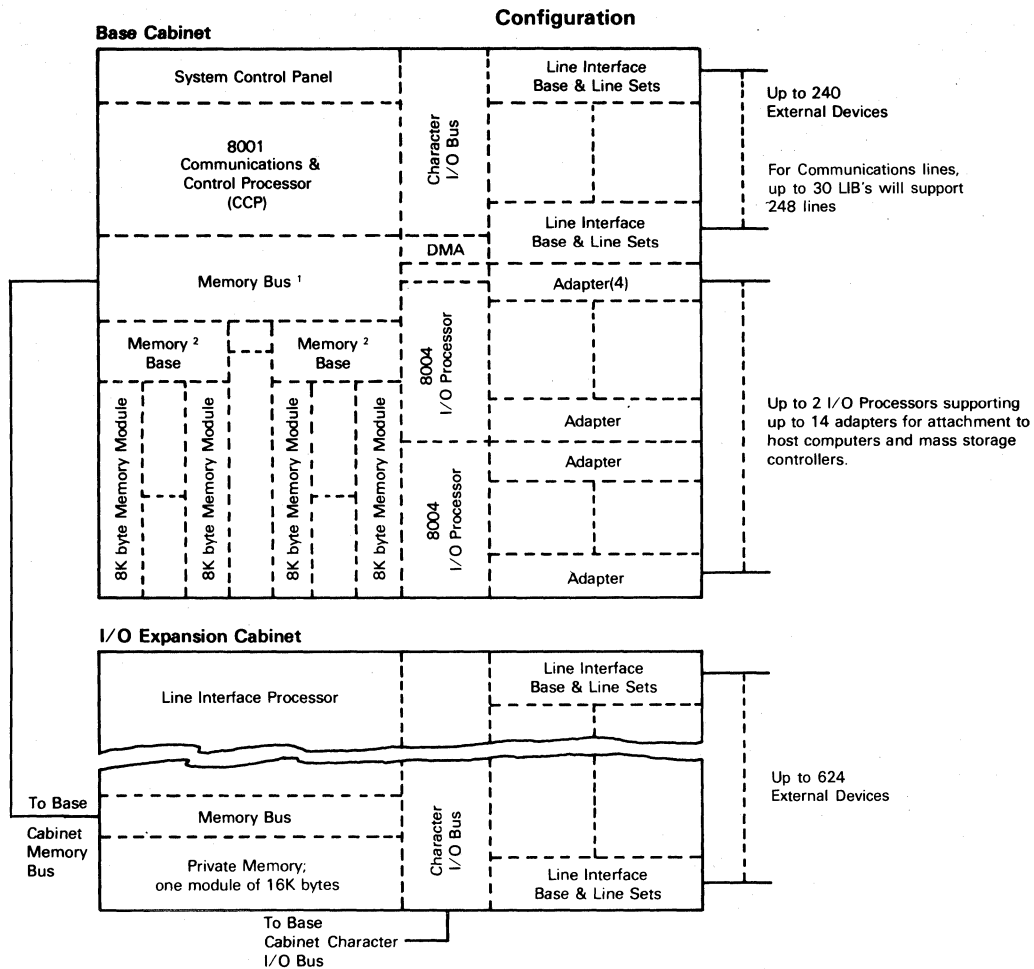 Configuration
Base Cabinet
System Control Panel
8001
Communications &
Control Processor
(CCP)
Character
I/O Bus
Line Interface
Base & Line Sets
Up to 240
External Devices
For Communications lines,
up to 30 LIB's will support
248 lines
Line Interface
Base & Line Sets
DMA
Memory Bus 1
Adapter(4)
Memory 2
Base
Memory 2
Base
8K byte Memory Module
8K byte Memory Module
8K byte Memory Module
8K byte Memory Module
8004
I/O Processor
Adapter
Adapter
8004
I/O Processor
Adapter
Up to 2 I/O Processors supporting
up to 14 adapters for attachment to
host computers and mass storage
controllers.
I/O Expansion Cabinet
Line Interface Processor
Line Interface
Base & Line Sets
Up to 624
External Devices
To Base
Cabinet
Memory
Bus
Memory Bus
Private Memory;
one module of 16K bytes
Character
I/O Bus
Line Interface
Base & Line Sets
To Base
Cabinet Character
I/O Bus